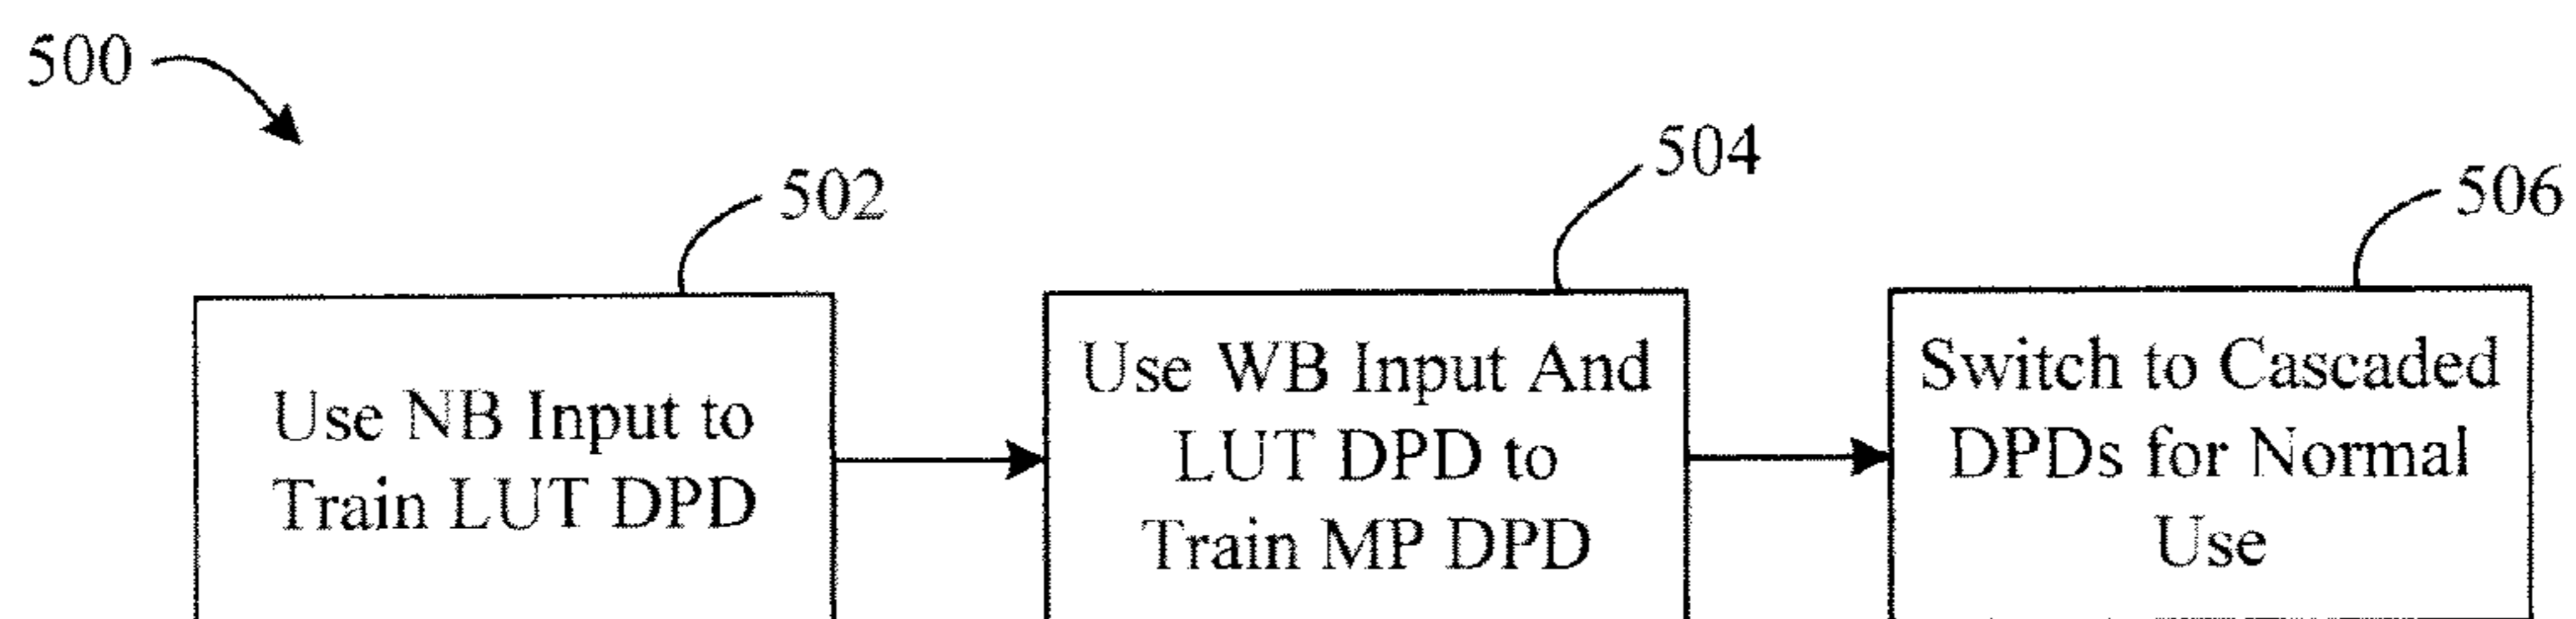 500
502
504
506
Use NB Input to
Train LUT DPD
Use WB Input And
LUT DPD to
Train MP DPD
Switch to Cascaded
DPDs for Normal
Use